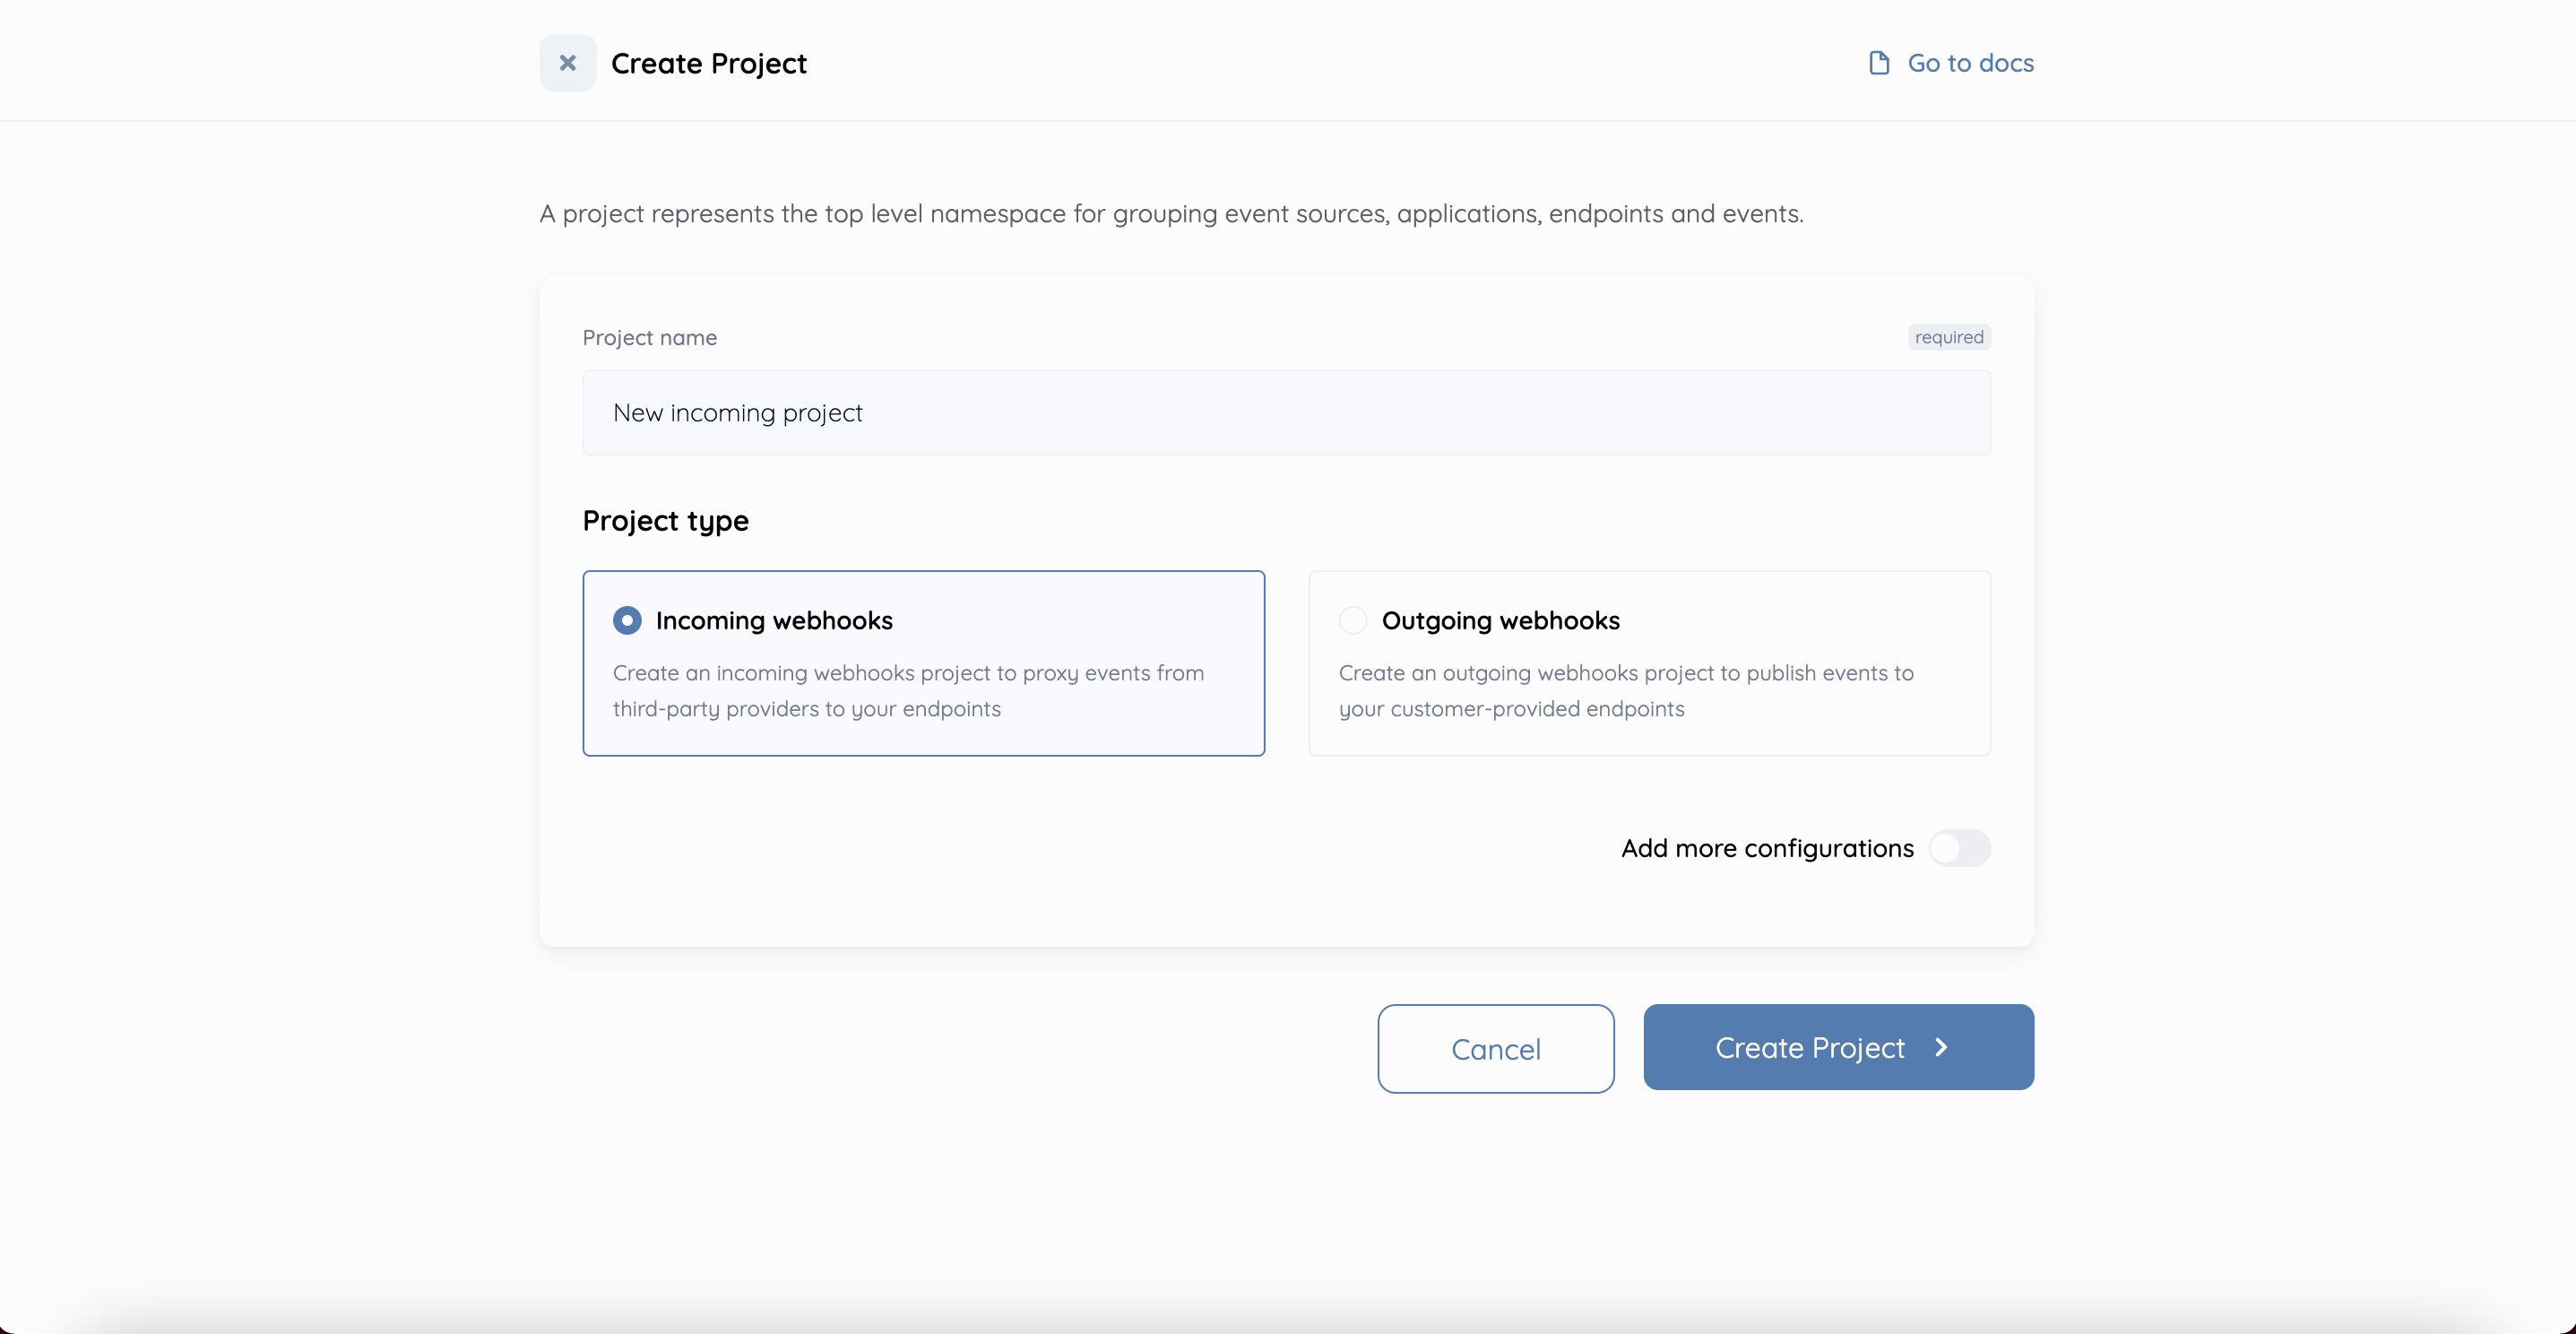 Create Project
Go to docs
A project represents the top level namespace for grouping event sources, applications, endpoints and events.
Project name
required
New incoming project
Project type
Incoming webhooks
Create an incoming webhooks project to proxy events from
third-party providers to your endpoints
Outgoing webhooks
Create an outgoing webhooks project to publish events to
your customer-provided endpoints
Add more configurations
Cancel
Create Project